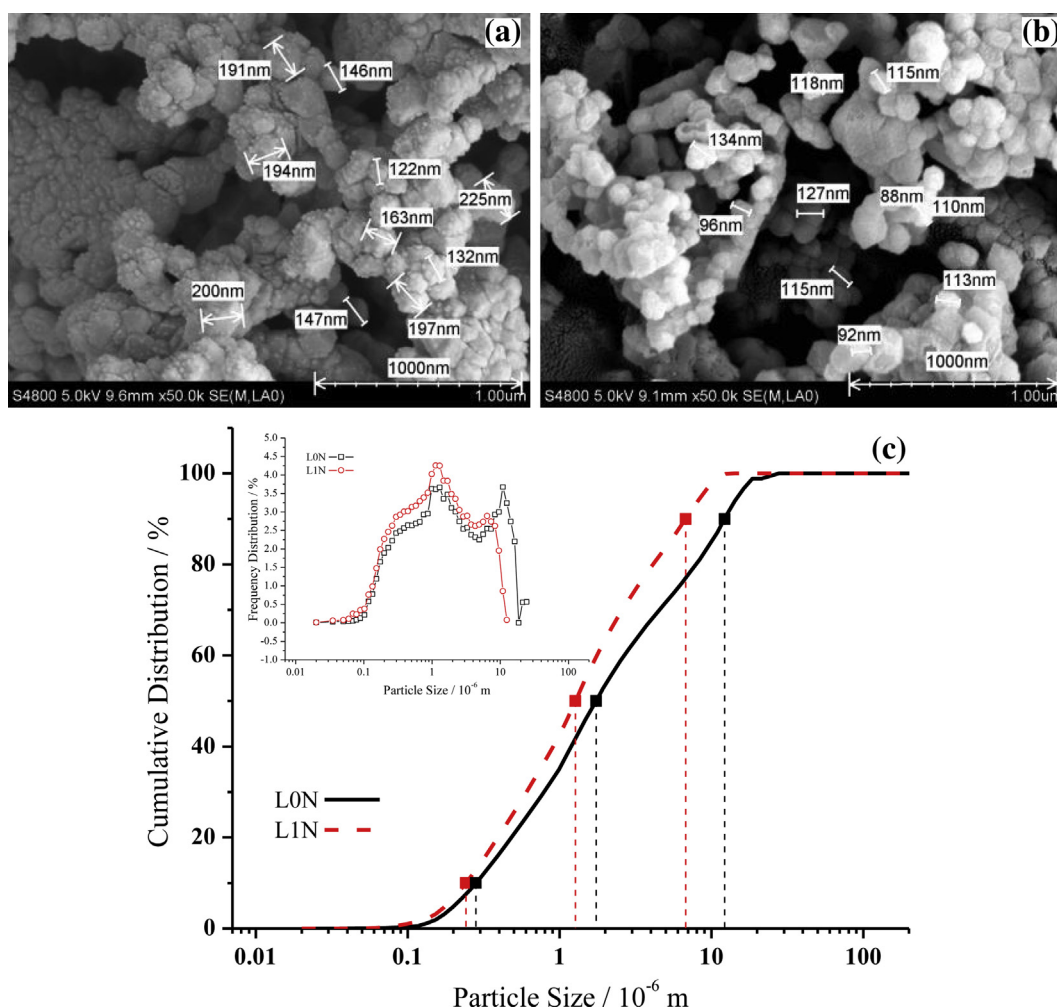 (a)
191nm
146nm
194nm
122nm
225nm
163nm
132nm
200nm
147nm
197nm
1000nm
S4800 5.0kV 9.6mm x50.0k SE(M,LA0)
1.00um
(b)
118nm
115nm
134nm
127nm
88nm
96nm
110nm
115nm
113nm
92nm
1000nm
S4800 5.0kV 9.1mm x50.0k SE(M,LA0)
1.00um
(c)
Cumulative Distribution / %
100
80
60
40
20
0
L0N
L1N
Frequency Distribution / %
5.0
4.5
4.0
3.5
3.0
2.5
2.0
1.5
1.0
0.5
0.0
-0.5
-1.0
L0N
L1N
0.01 0.1 1 10 100
Particle Size / 10⁻⁶ m
0.01 0.1 1 10 100
Particle Size / 10⁻⁶ m